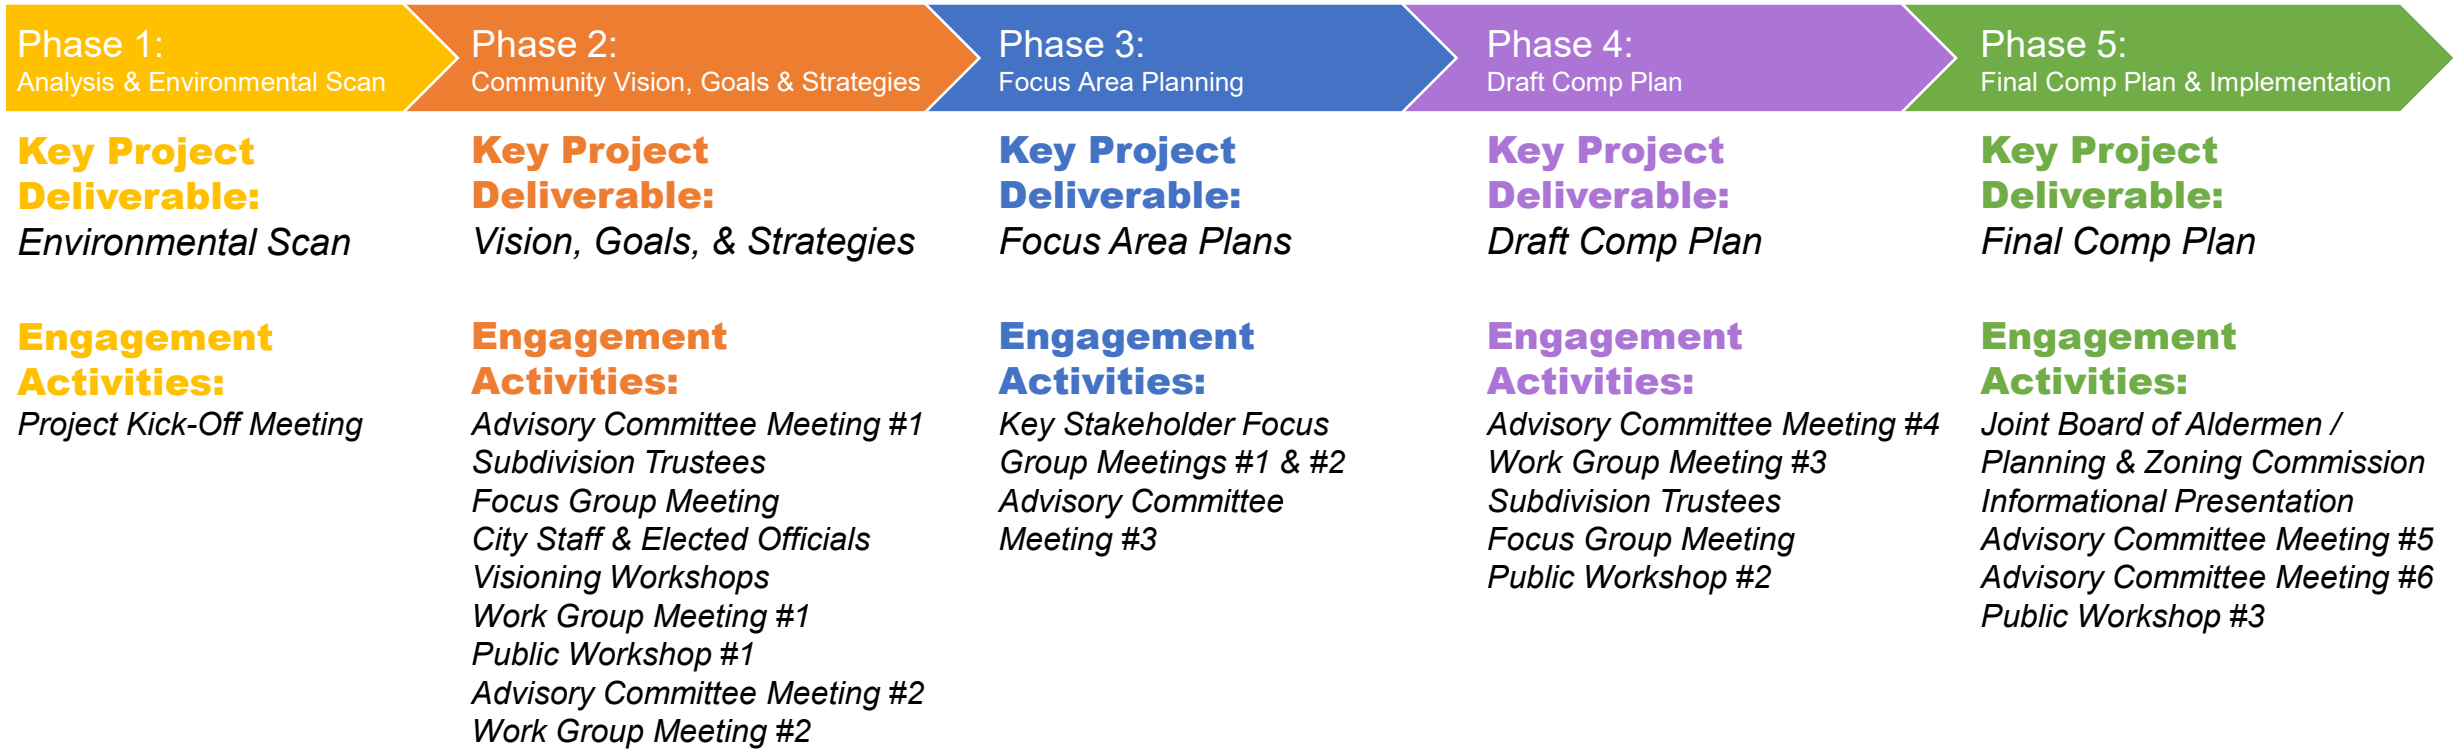 Phase 1:
Analysis & Environmental Scan
Key Project
Deliverable:
Environmental Scan
Engagement
Activities:
Project Kick-Off Meeting
Phase 2:
Community Vision, Goals & Strategies
Key Project
Deliverable:
Vision, Goals, & Strategies
Engagement
Activities:
Advisory Committee Meeting #1
Subdivision Trustees
Focus Group Meeting
City Staff & Elected Officials
Visioning Workshops
Work Group Meeting #1
Public Workshop #1
Advisory Committee Meeting #2
Work Group Meeting #2
Phase 3:
Focus Area Planning
Key Project
Deliverable:
Focus Area Plans
Engagement
Activities:
Key Stakeholder Focus
Group Meetings #1 & #2
Advisory Committee
Meeting #3
Phase 4:
Draft Comp Plan
Key Project
Deliverable:
Draft Comp Plan
Engagement
Activities:
Advisory Committee Meeting #4
Work Group Meeting #3
Subdivision Trustees
Focus Group Meeting
Public Workshop #2
Phase 5:
Final Comp Plan & Implementation
Key Project
Deliverable:
Final Comp Plan
Engagement
Activities:
Joint Board of Aldermen /
Planning & Zoning Commission
Informational Presentation
Advisory Committee Meeting #5
Advisory Committee Meeting #6
Public Workshop #3